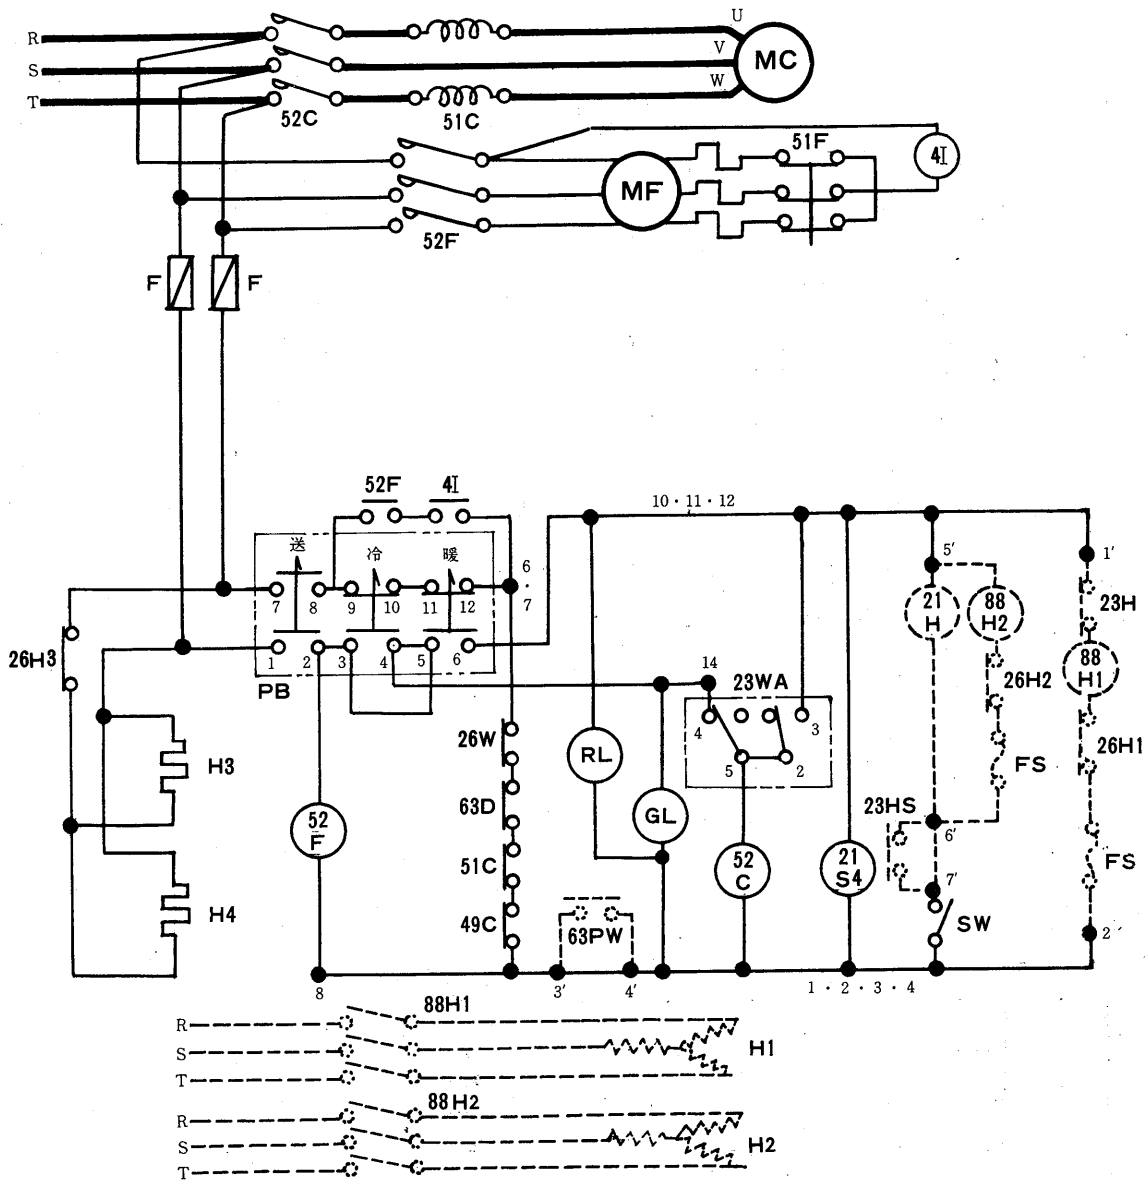 U
R
V
S
MC
W
T
52C
51C
51F
4I
MF
52F
F
F
52F
4I
10・11・12
送
冷
暖
6・7
5′
1′
7
8
9
10
11
12
21 H
88 H2
23H
26H3
1
2
3
4
5
6
14
23WA
88 H1
PB
26H2
4
3
26W
RL
5
2
26H1
H3
FS
63D
GL
23HS
52 F
6′
51C
52 C
21 S4
FS
7′
H4
49C
SW
63PW
2′
8
3′
4′
1・2・3・4
88H1
R
S
H1
T
88H2
R
S
H2
T